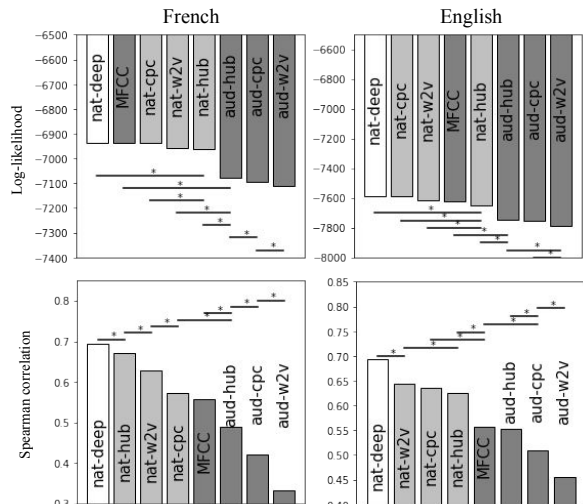 French
English
Log-likelihood
−6500
−6600
−6700
−6800
−6900
−7000
−7100
−7200
−7300
−7400
nat-deep
MFCC
nat-cpc
nat-w2v
nat-hub
aud-hub
aud-cpc
aud-w2v
* * * * * * *
−6600
−6800
−7000
−7200
−7400
−7600
−7800
−8000
nat-deep
nat-cpc
nat-w2v
MFCC
nat-hub
aud-hub
aud-cpc
aud-w2v
* * * * * * *
Spearman correlation
0.8
0.7
0.6
0.5
0.4
0.3
nat-deep
nat-hub
nat-w2v
nat-cpc
MFCC
aud-hub
aud-cpc
aud-w2v
* * * * * * *
0.85
0.80
0.75
0.70
0.65
0.60
0.55
0.50
0.45
0.40
nat-deep
nat-w2v
nat-cpc
nat-hub
MFCC
aud-hub
aud-cpc
aud-w2v
* * * * * * *